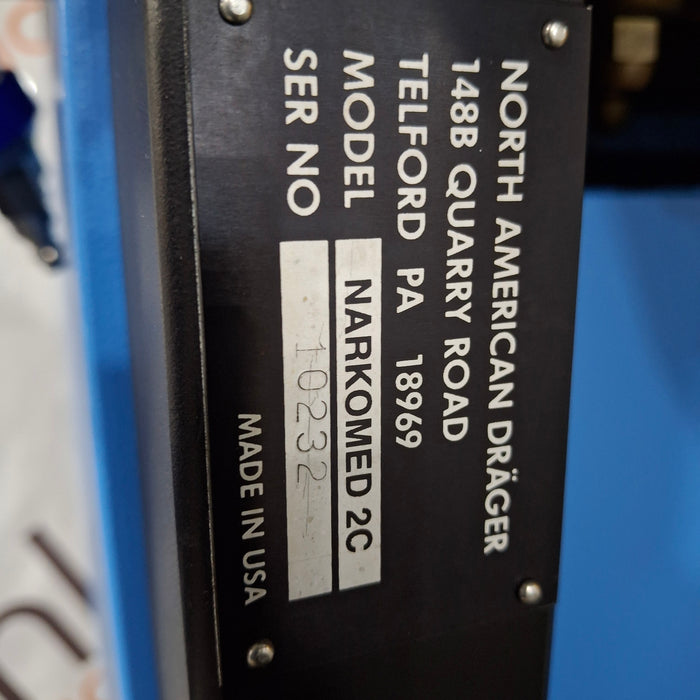 NORTH AMERICAN DRÄGER
148B QUARRY ROAD
TELFORD PA 18969
MODEL NARKOMED 2C
SER NO 10232
MADE IN USA